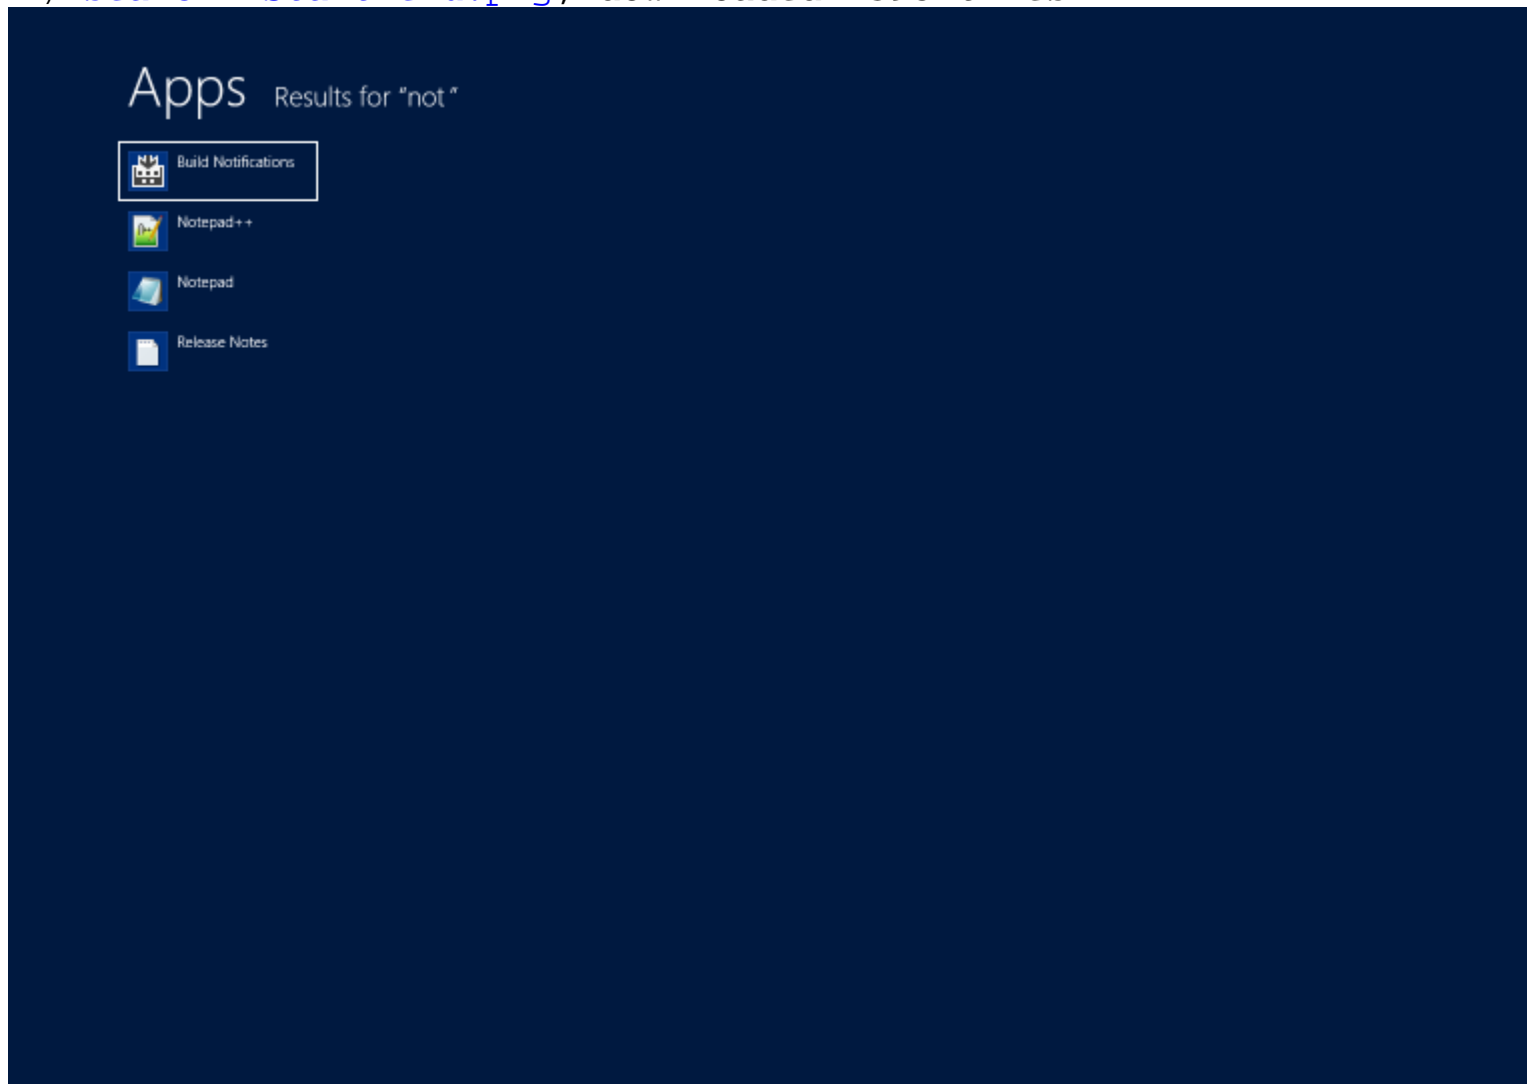 Apps Results for "not"
Build Notifications
Notepad++
Notepad
Release Notes